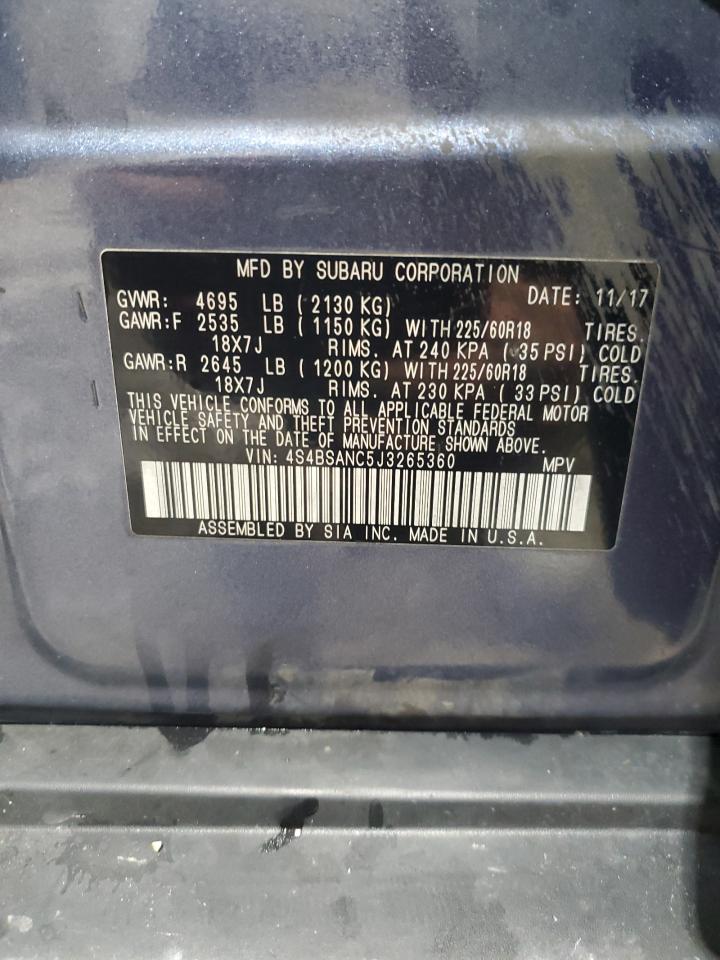 MFD BY SUBARU CORPORATION
GVWR: 4695 LB ( 2130 KG) DATE: 11/17
GAWR:F 2535 LB ( 1150 KG) WITH 225/60R18 TIRES.
18X7J RIMS. AT 240 KPA ( 35 PSI) COLD
GAWR:R 2645 LB ( 1200 KG) WITH 225/60R18 TIRES.
18X7J RIMS. AT 230 KPA ( 33 PSI) COLD
THIS VEHICLE CONFORMS TO ALL APPLICABLE FEDERAL MOTOR
VEHICLE SAFETY AND THEFT PREVENTION STANDARDS
IN EFFECT ON THE DATE OF MANUFACTURE SHOWN ABOVE.
VIN: 4S4BSANC5J3265360 MPV
ASSEMBLED BY SIA INC. MADE IN U.S.A.